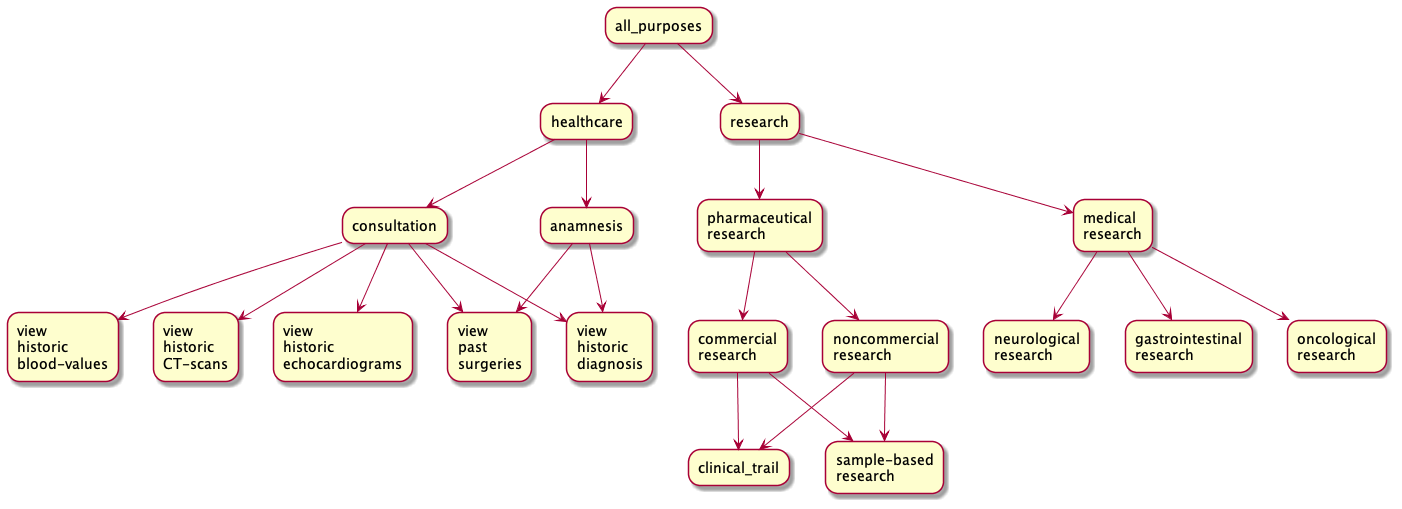 all_purposes
healthcare
research
consultation
anamnesis
pharmaceutical
research
medical
research
view
historic
blood-values
view
historic
CT-scans
view
historic
echocardiograms
view
past
surgeries
view
historic
diagnosis
commercial
research
noncommercial
research
neurological
research
gastrointestinal
research
oncological
research
clinical_trail
sample-based
research